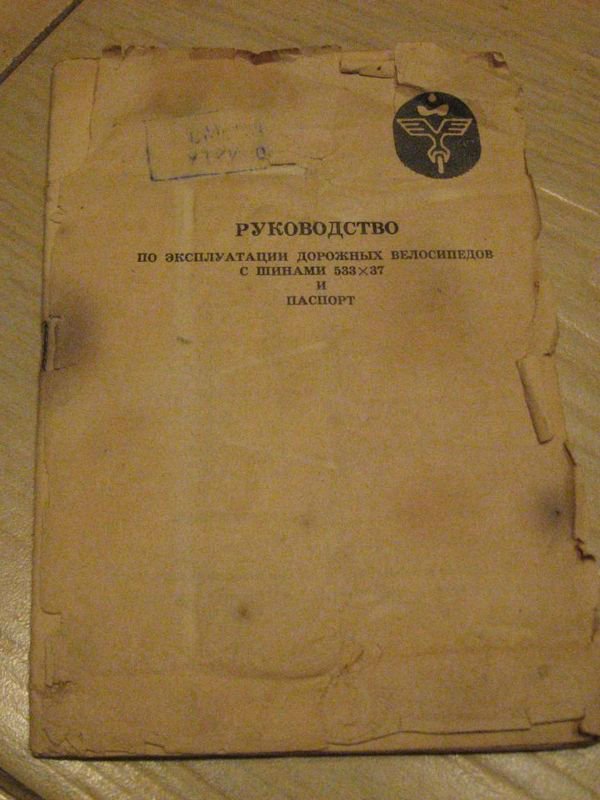 РУКОВОДСТВО
ПО ЭКСПЛУАТАЦИИ ДОРОЖНЫХ ВЕЛОСИПЕДОВ
С ШИНАМИ 533×37
И
ПАСПОРТ